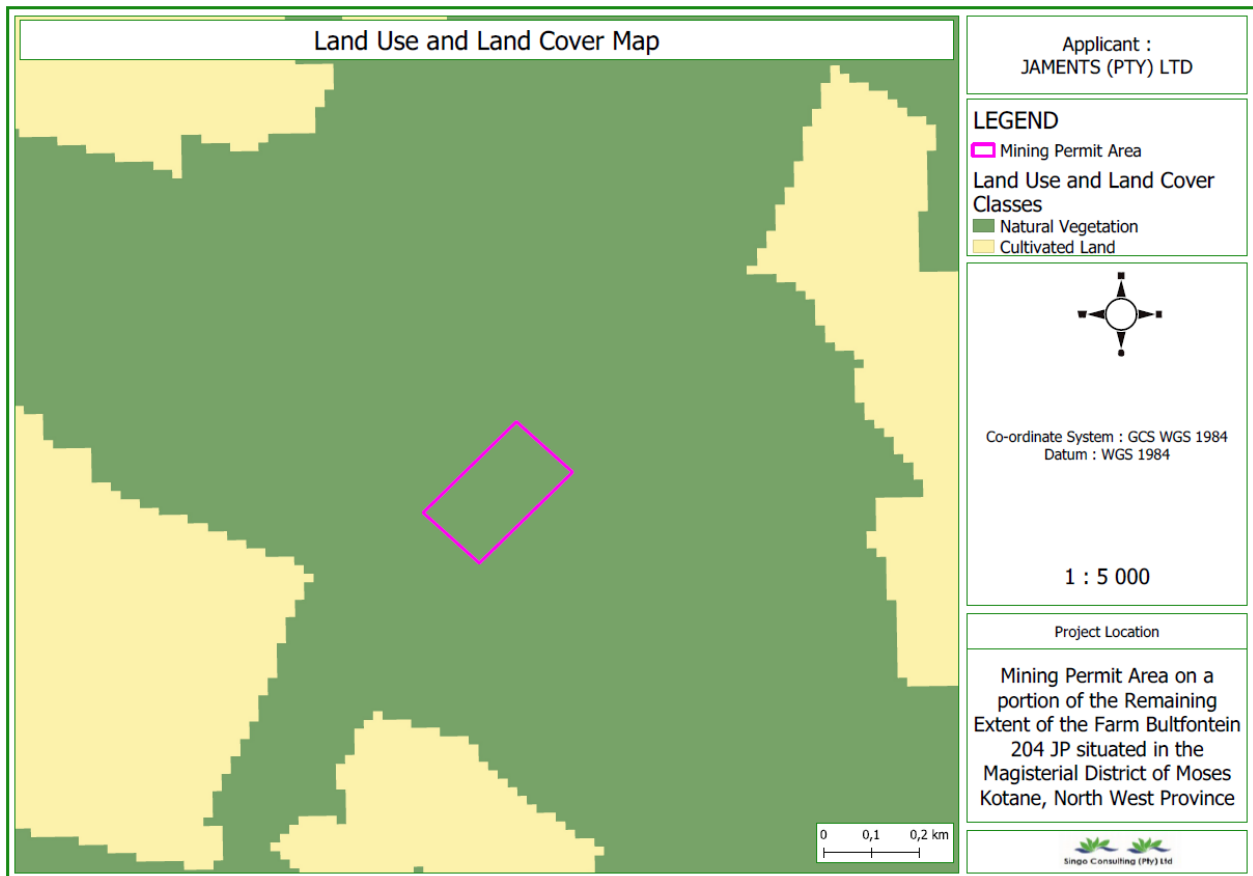 Land Use and Land Cover Map
Applicant :
JAMENTS (PTY) LTD
LEGEND
Mining Permit Area
Land Use and Land Cover
Classes
Natural Vegetation
Cultivated Land
Co-ordinate System : GCS WGS 1984
Datum : WGS 1984
1 : 5 000
Project Location
Mining Permit Area on a
portion of the Remaining
Extent of the Farm Bultfontein
204 JP situated in the
Magisterial District of Moses
Kotane, North West Province
0 0,1 0,2 km
Singo Consulting (Pty) Ltd